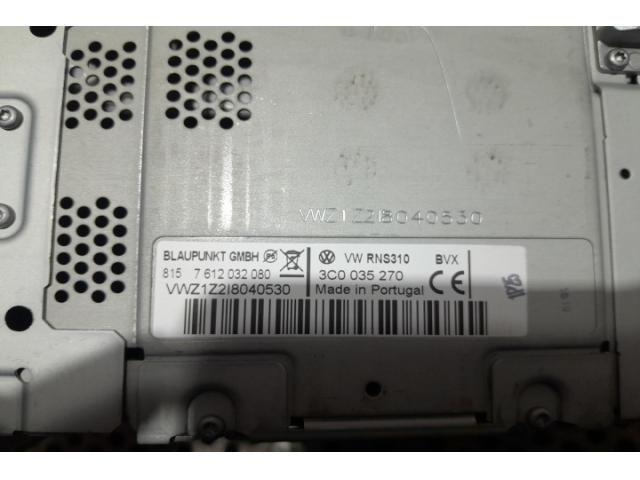 VWZ1Z2I8040530
BLAUPUNKT GMBH VW RNS310 BVX
815 7 612 032 080 3C0 035 270
VWZ1Z2I8040530 Made in Portugal CE